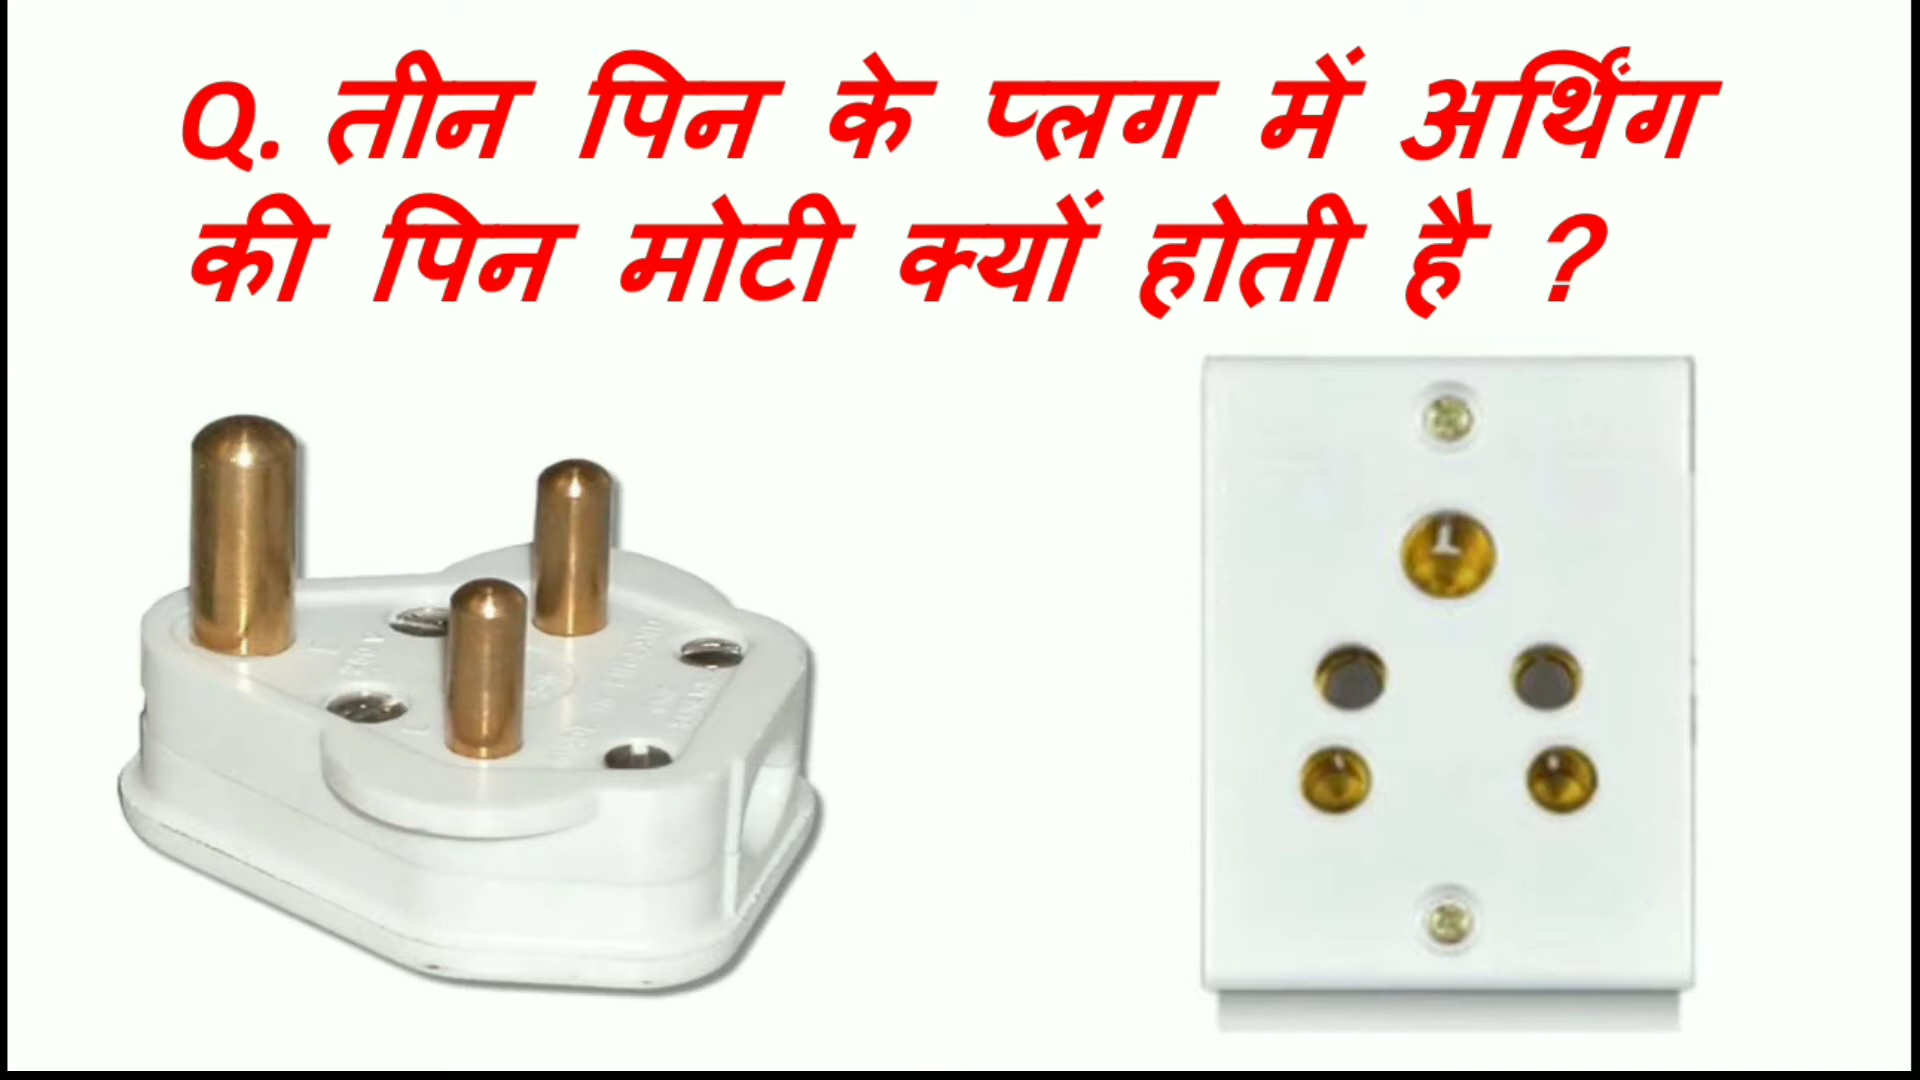 Q. तीन पिन के प्लग में अर्थिंग
की पिन मोटी क्यों होती है ?